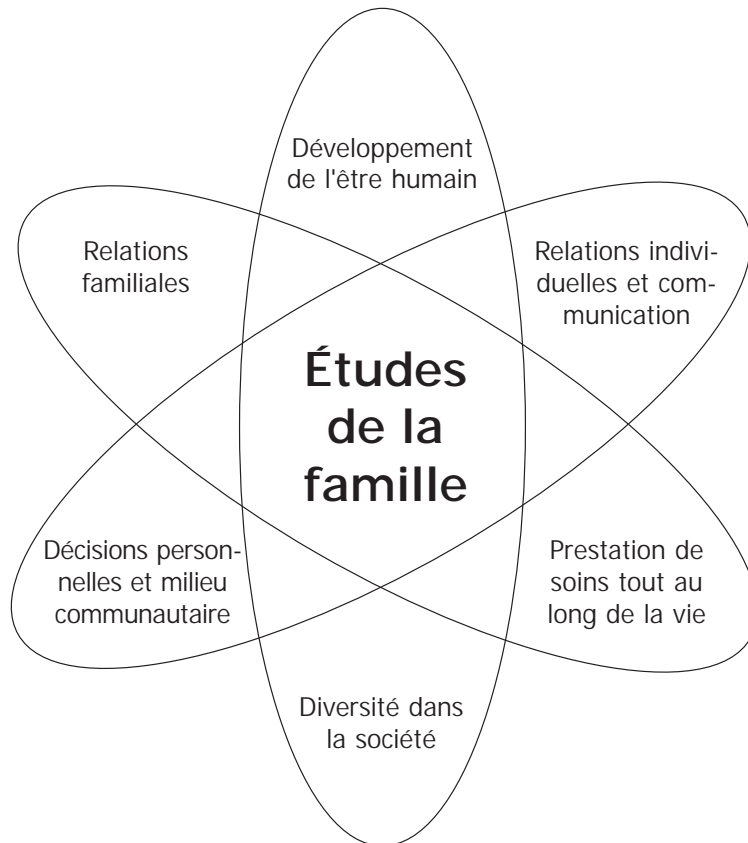 Développement
de l'être humain
Relations
familiales
Relations indivi-
duelles et com-
munication
Études
de la
famille
Décisions person-
nelles et milieu
communautaire
Prestation de
soins tout au
long de la vie
Diversité dans
la société